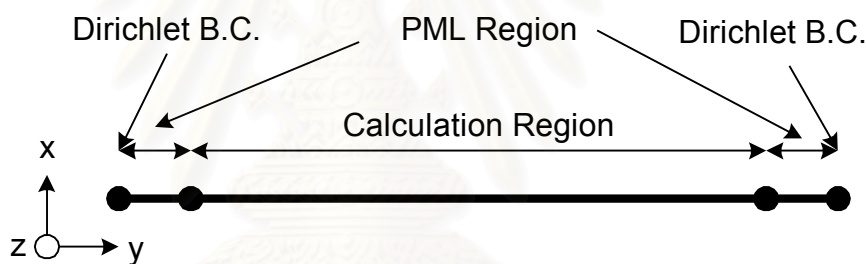 Dirichlet B.C. PML Region Dirichlet B.C.
Calculation Region
x
z y